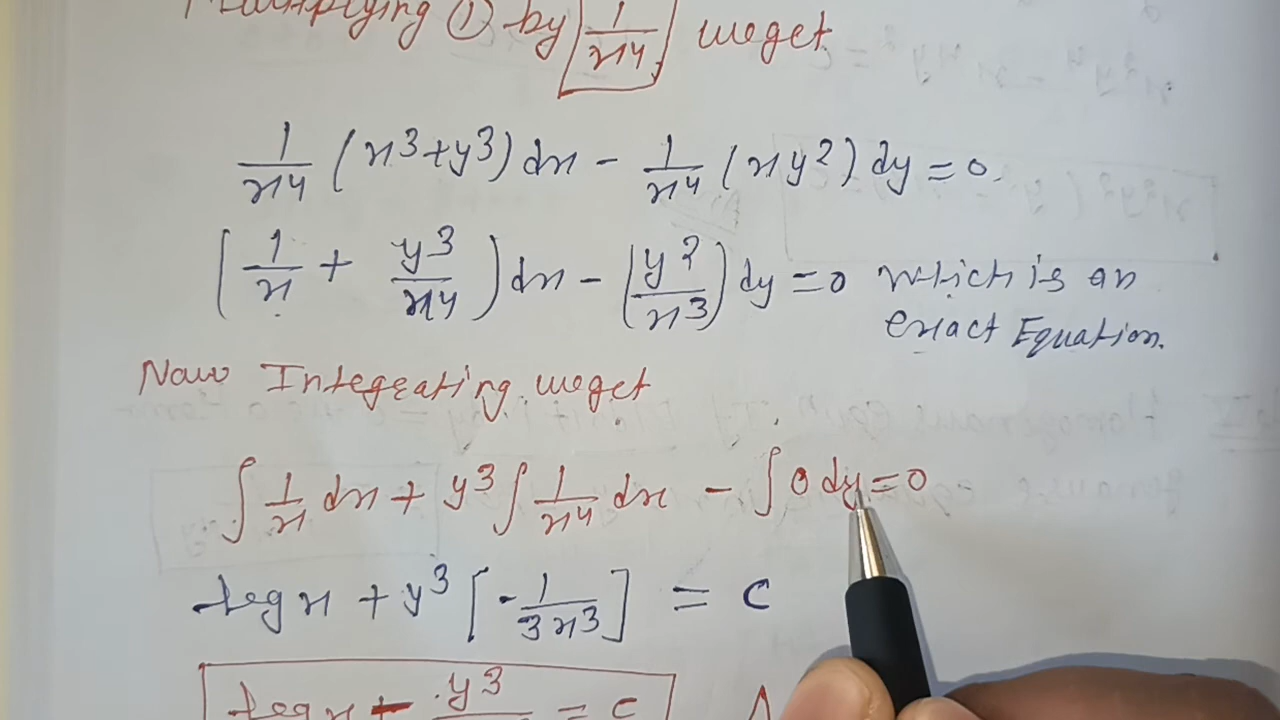 Multiplying ① by 1/x4 we get
1/x4 (x3+y3) dx - 1/x4 (xy2) dy = 0.
(1/x + y3/x4) dx - (y2/x3) dy = 0 which is an
exact Equation.
Now Integrating we get
∫ 1/x dx + y3 ∫ 1/x4 dx - ∫ 0 dy = 0
log x + y3 [-1/3x3] = c
log x - y3 = c